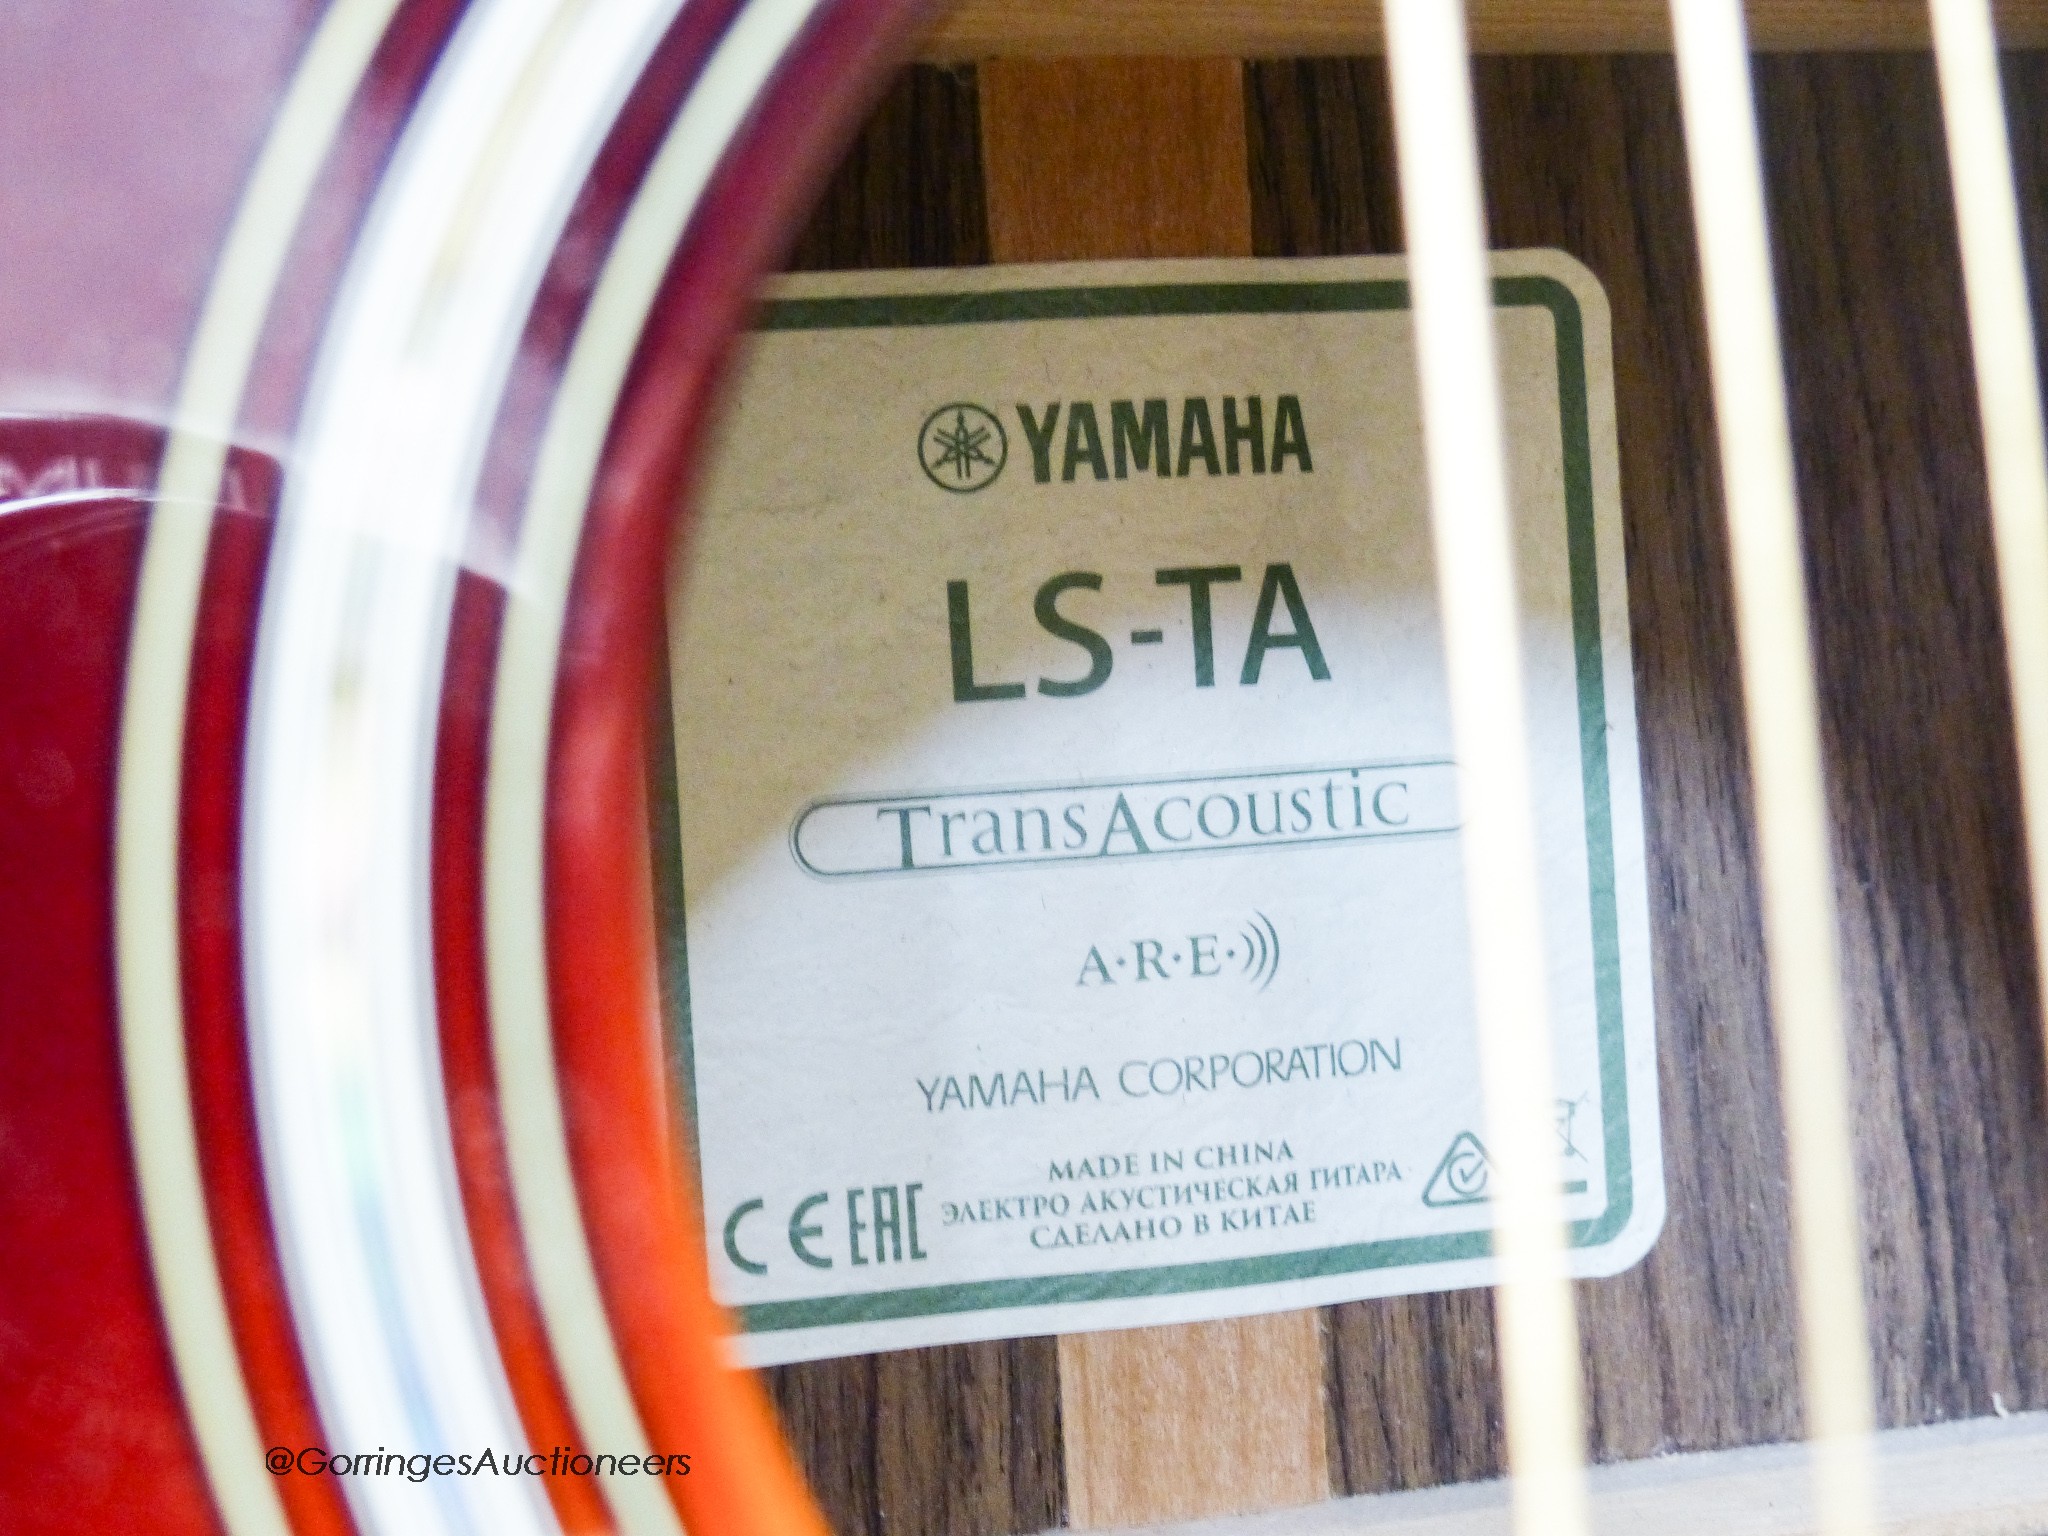 YAMAHA
LS-TA
TransAcoustic
A·R·E·
YAMAHA CORPORATION
MADE IN CHINA
ЭЛЕКТРО АКУСТИЧЕСКАЯ ГИТАРА
СДЕЛАНО В КИТАЕ
CE EAC
@GorringesAuctioneers